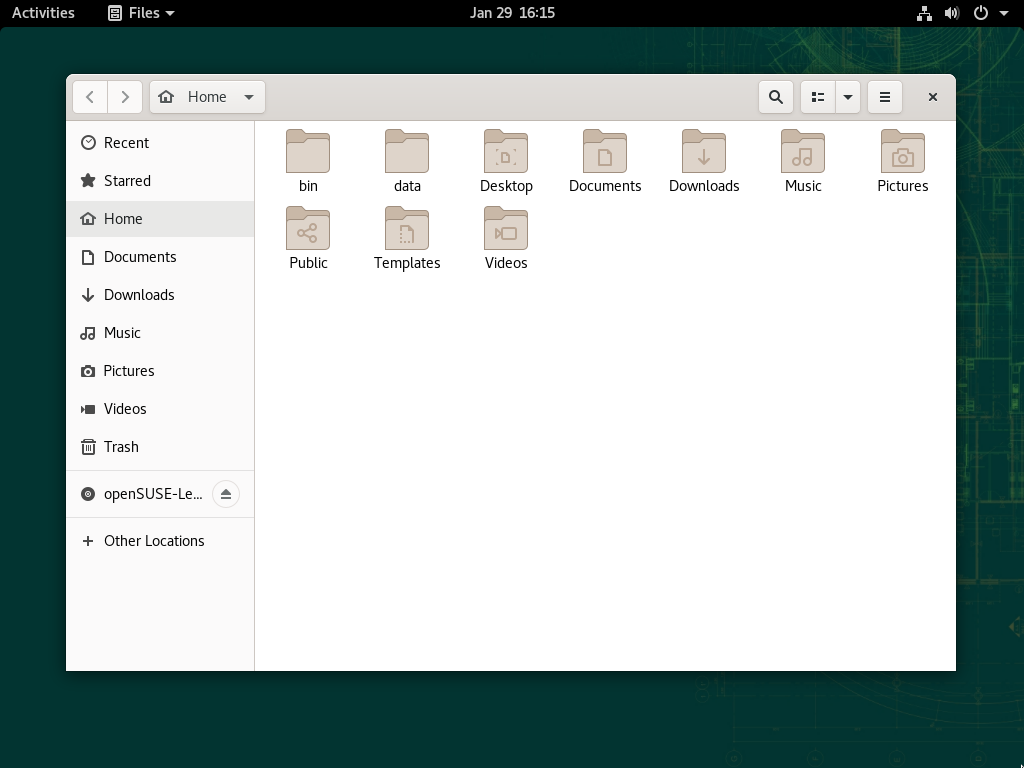 Activities Files Jan 29 16:15
Home
Recent
Starred
Home
Documents
Downloads
Music
Pictures
Videos
Trash
openSUSE-Le...
Other Locations
bin data Desktop Documents Downloads Music Pictures
Public Templates Videos